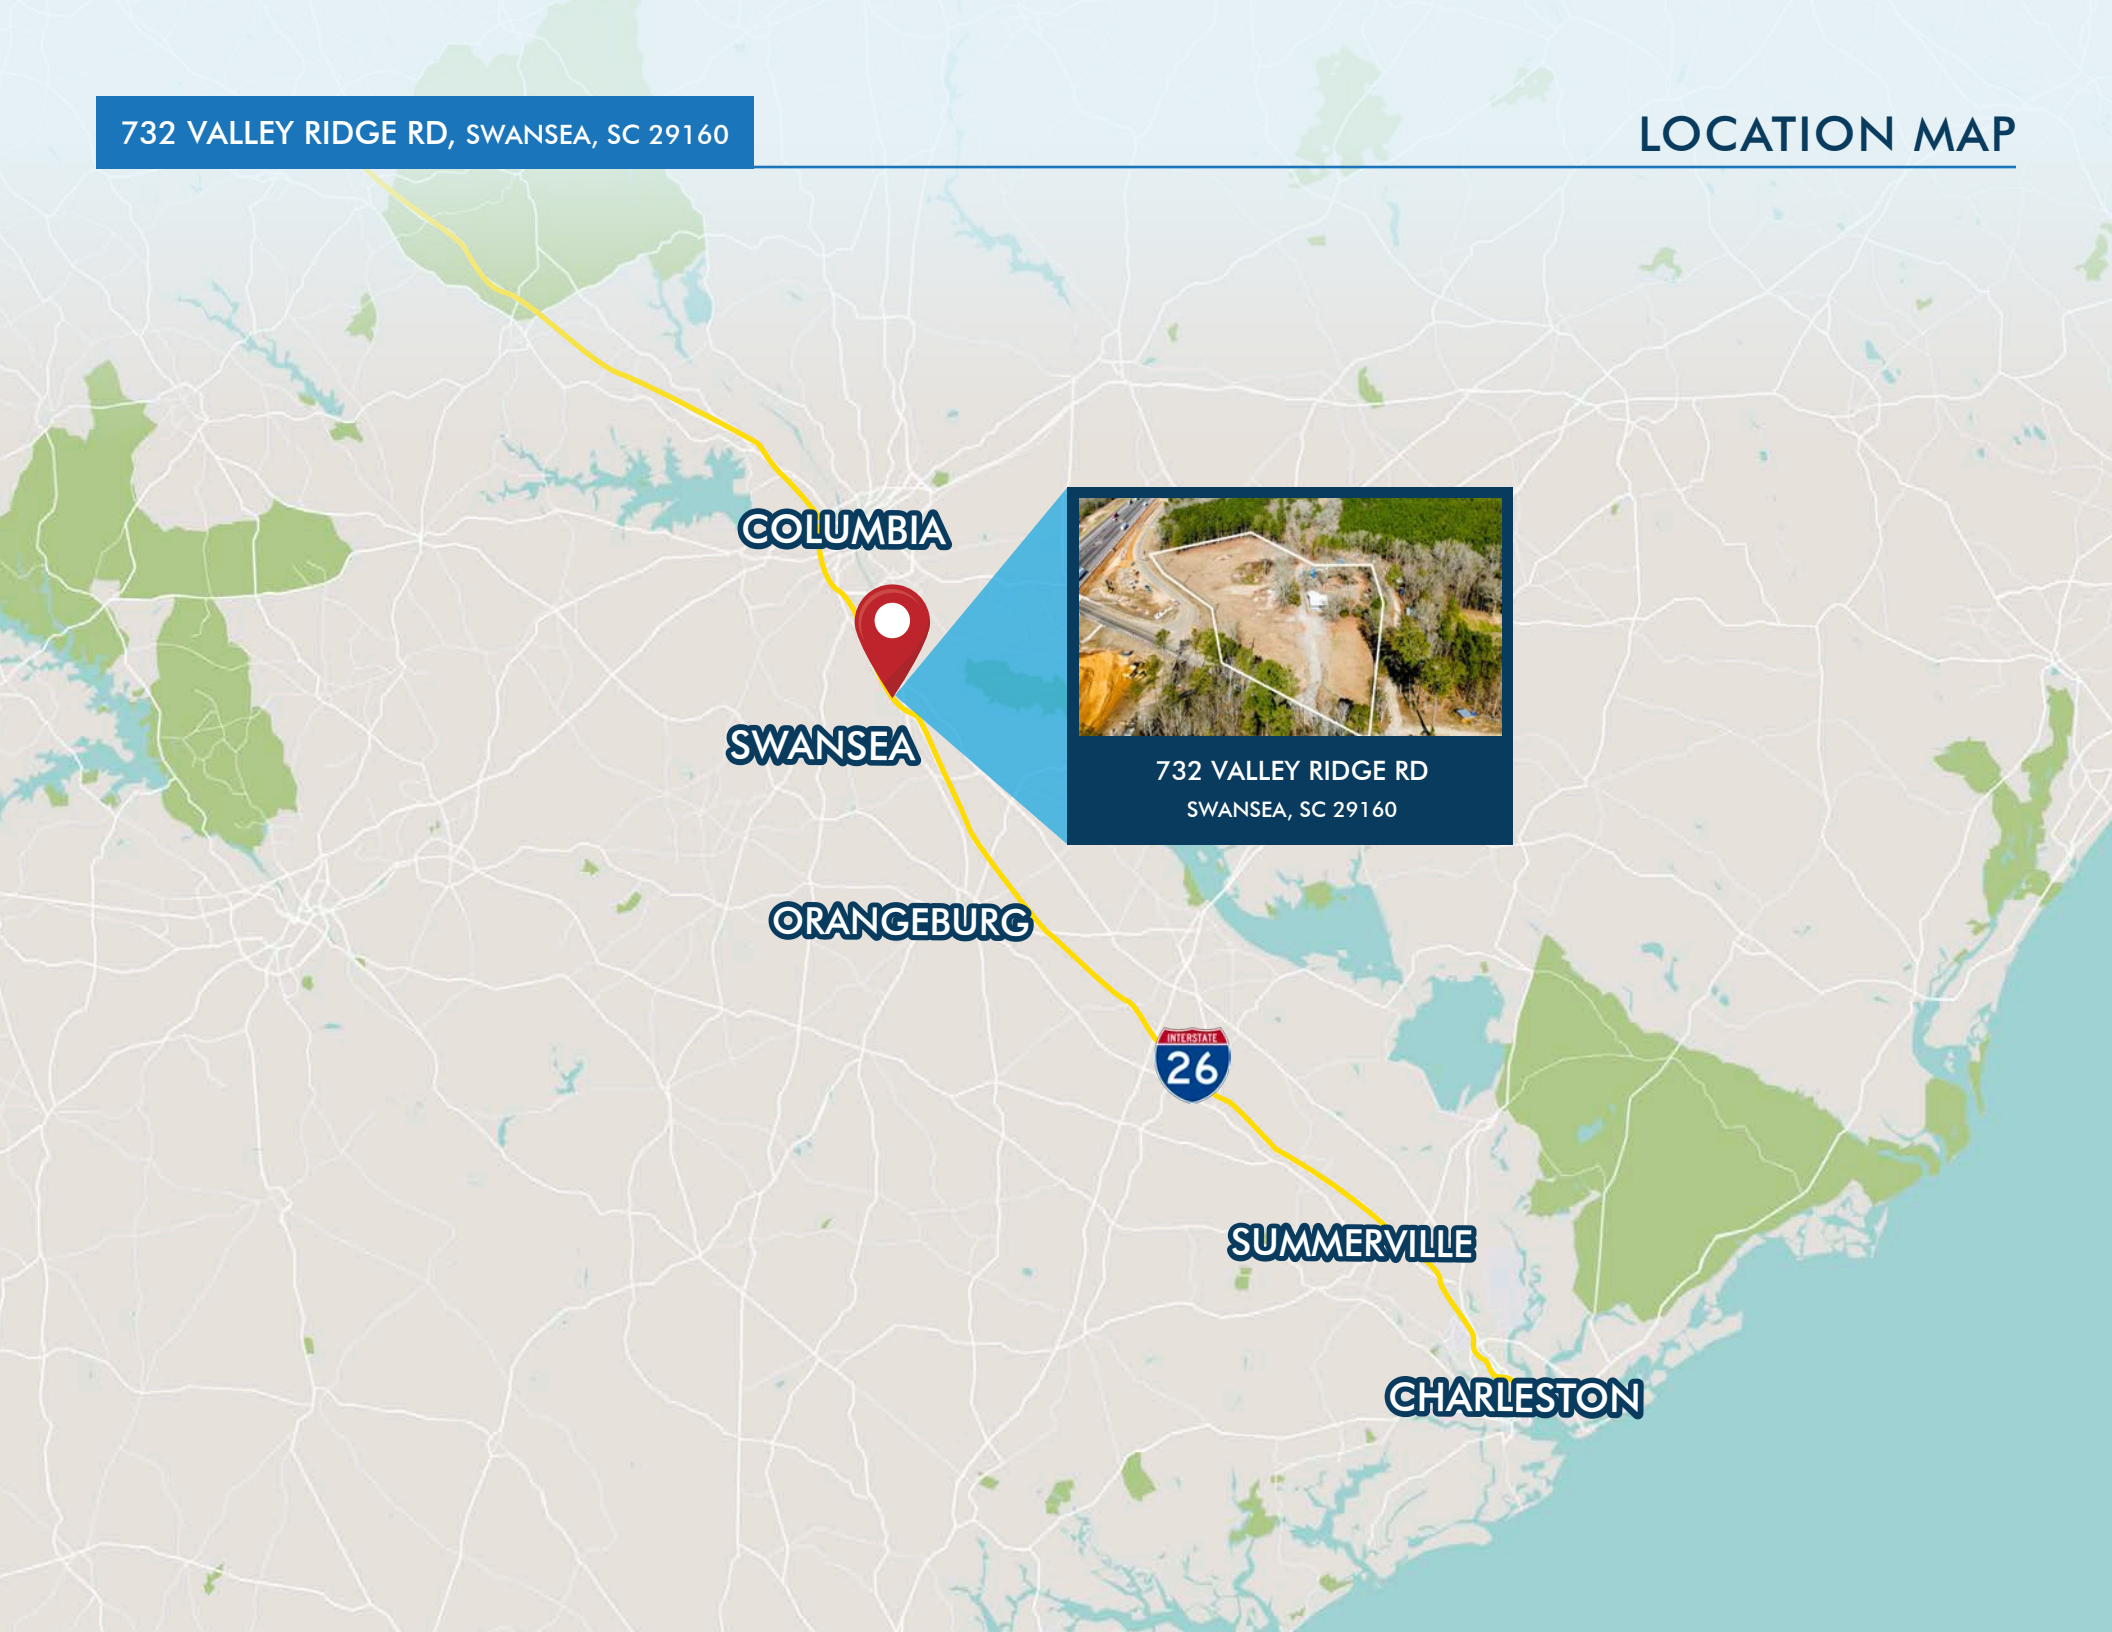 732 VALLEY RIDGE RD, SWANSEA, SC 29160
LOCATION MAP
COLUMBIA
SWANSEA
732 VALLEY RIDGE RD
SWANSEA, SC 29160
ORANGEBURG
INTERSTATE
26
SUMMERVILLE
CHARLESTON